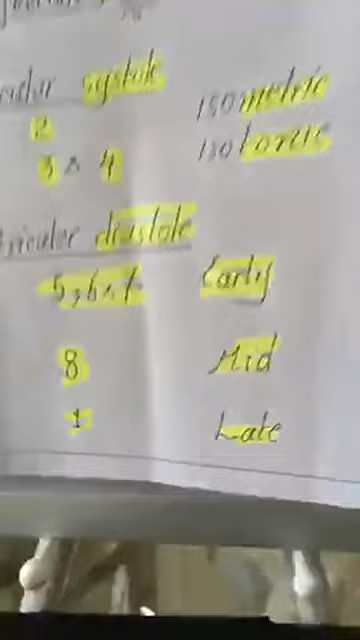 systole
2 isometric
3 & 4 isotonic
diastole
5, 6 & 7 Early
8 Mid
1 Late